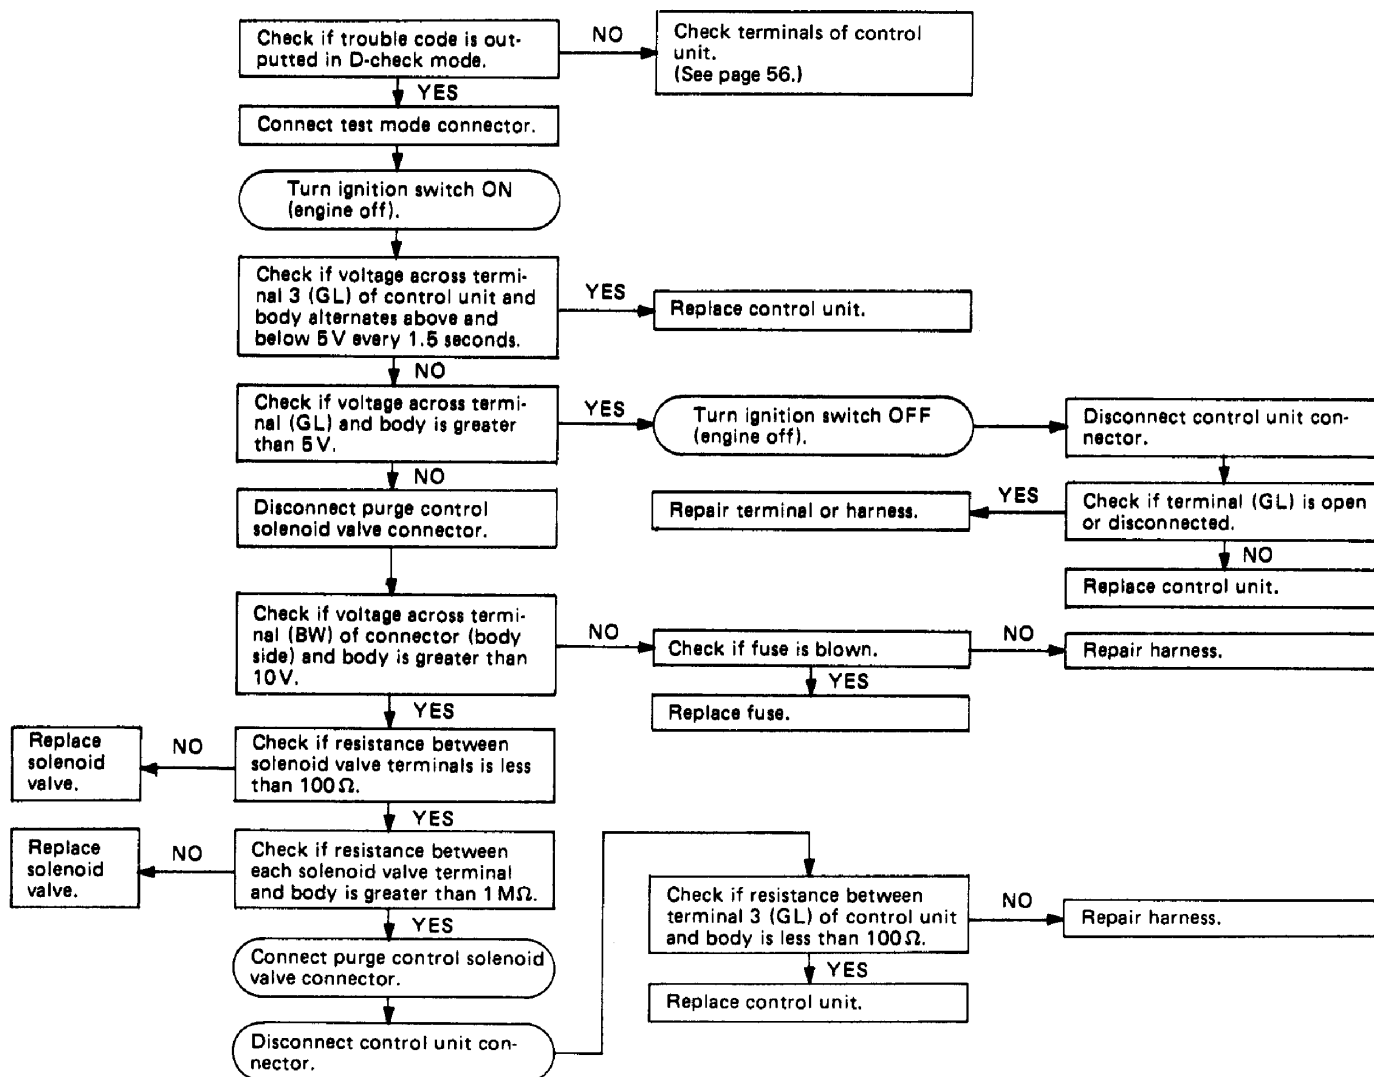 Check if trouble code is out-
putted in D-check mode.
NO
Check terminals of control
unit.
(See page 56.)
YES
Connect test mode connector.
Turn ignition switch ON
(engine off).
Check if voltage across termi-
nal 3 (GL) of control unit and
body alternates above and
below 5V every 1.5 seconds.
YES
Replace control unit.
NO
Check if voltage across termi-
nal (GL) and body is greater
than 5V.
YES
Turn ignition switch OFF
(engine off).
Disconnect control unit con-
nector.
NO
Disconnect purge control
solenoid valve connector.
Repair terminal or harness.
YES
Check if terminal (GL) is open
or disconnected.
NO
Replace control unit.
Check if voltage across termi-
nal (BW) of connector (body
side) and body is greater than
10V.
NO
Check if fuse is blown.
NO
Repair harness.
YES
Replace fuse.
YES
Replace
solenoid
valve.
NO
Check if resistance between
solenoid valve terminals is less
than 100Ω.
YES
Replace
solenoid
valve.
NO
Check if resistance between
each solenoid valve terminal
and body is greater than 1MΩ.
YES
Connect purge control solenoid
valve connector.
Disconnect control unit con-
nector.
Check if resistance between
terminal 3 (GL) of control unit
and body is less than 100Ω.
NO
Repair harness.
YES
Replace control unit.